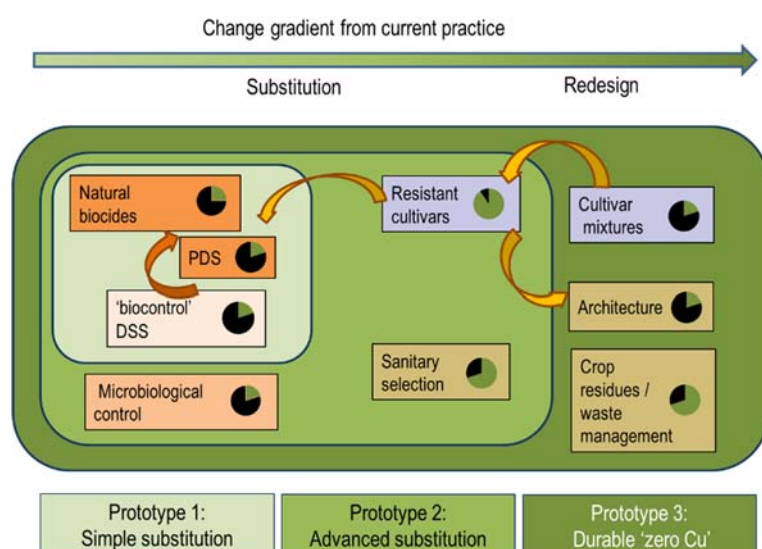 Change gradient from current practice
Substitution
Redesign
Natural
biocides
PDS
‘biocontrol’
DSS
Microbiological
control
Resistant
cultivars
Sanitary
selection
Cultivar
mixtures
Architecture
Crop
residues /
waste
management
Prototype 1:
Simple substitution
Prototype 2:
Advanced substitution
Prototype 3:
Durable ‘zero Cu’